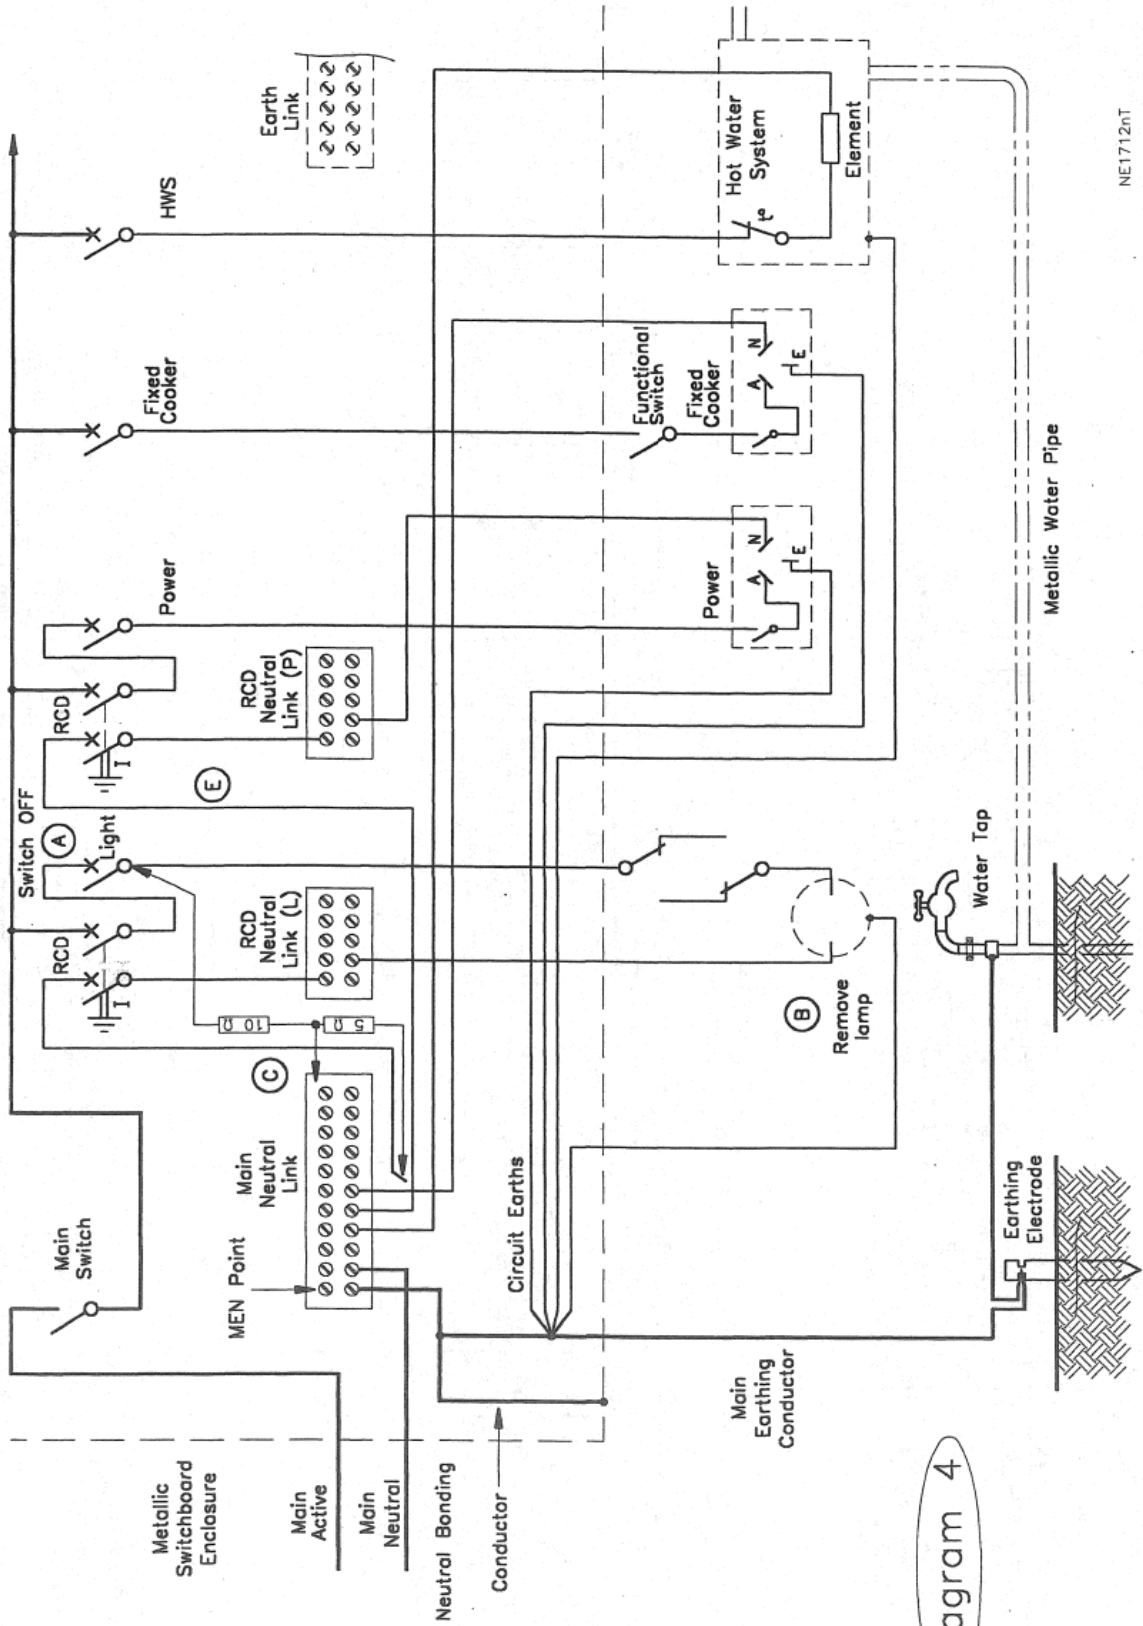 Earth
Link
HWS
Hot Water
System
t°
Element
NE1712nT
Fixed
Cooker
Functional
Switch
Fixed
Cooker
N
A
E
Metallic Water Pipe
Power
RCD
I
RCD
Neutral
Link (P)
Power
N
A
E
E
Switch OFF
A
Light
RCD
I
RCD
Neutral
Link (L)
10 Ω
5 Ω
C
B
Remove
lamp
Water Tap
Main
Switch
Main
Neutral
Link
MEN Point
Circuit Earths
Earthing
Electrode
Main
Earthing
Conductor
Metallic
Switchboard
Enclosure
Main
Active
Main
Neutral
Neutral Bonding
Conductor
agram 4